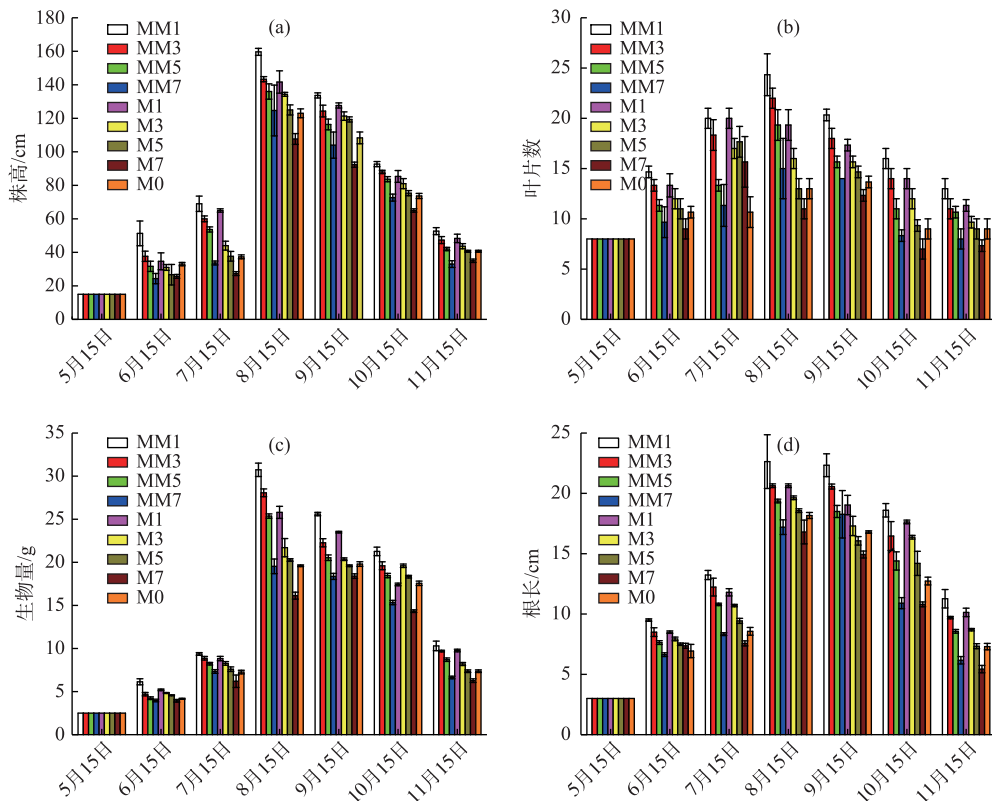 (a)
株高/cm
180
160
140
120
100
80
60
40
20
0
MM1
MM3
MM5
MM7
M1
M3
M5
M7
M0
5月15日
6月15日
7月15日
8月15日
9月15日
10月15日
11月15日
(b)
叶片数
30
25
20
15
10
5
0
MM1
MM3
MM5
MM7
M1
M3
M5
M7
M0
5月15日
6月15日
7月15日
8月15日
9月15日
10月15日
11月15日
(c)
生物量/g
35
30
25
20
15
10
5
0
MM1
MM3
MM5
MM7
M1
M3
M5
M7
M0
5月15日
6月15日
7月15日
8月15日
9月15日
10月15日
11月15日
(d)
根长/cm
25
20
15
10
5
0
MM1
MM3
MM5
MM7
M1
M3
M5
M7
M0
5月15日
6月15日
7月15日
8月15日
9月15日
10月15日
11月15日